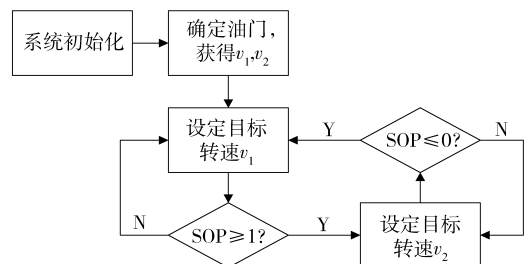 系统初始化
确定油门,
获得v1,v2
设定目标
转速v1
Y
SOP≤0?
N
N
SOP≥1?
Y
设定目标
转速v2